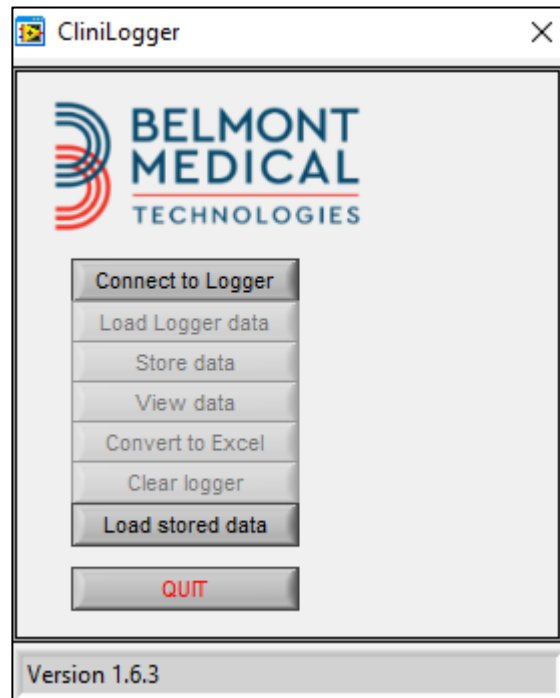 CliniLogger
BELMONT
MEDICAL
TECHNOLOGIES
Connect to Logger
Load Logger data
Store data
View data
Convert to Excel
Clear logger
Load stored data
QUIT
Version 1.6.3